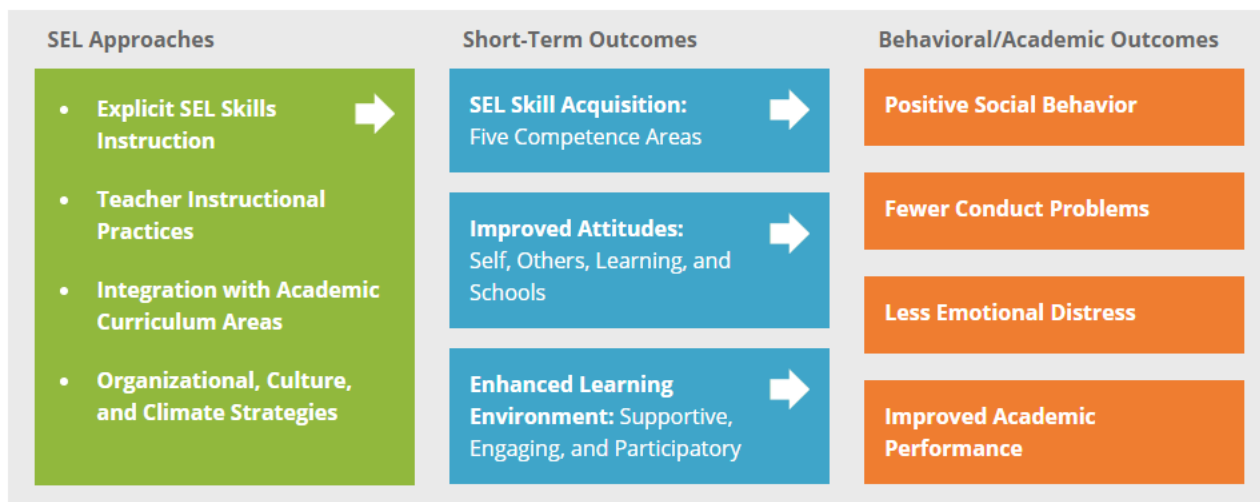 SEL Approaches
• Explicit SEL Skills
Instruction
• Teacher Instructional
Practices
• Integration with Academic
Curriculum Areas
• Organizational, Culture,
and Climate Strategies
Short-Term Outcomes
SEL Skill Acquisition:
Five Competence Areas
Improved Attitudes:
Self, Others, Learning, and
Schools
Enhanced Learning
Environment: Supportive,
Engaging, and Participatory
Behavioral/Academic Outcomes
Positive Social Behavior
Fewer Conduct Problems
Less Emotional Distress
Improved Academic
Performance